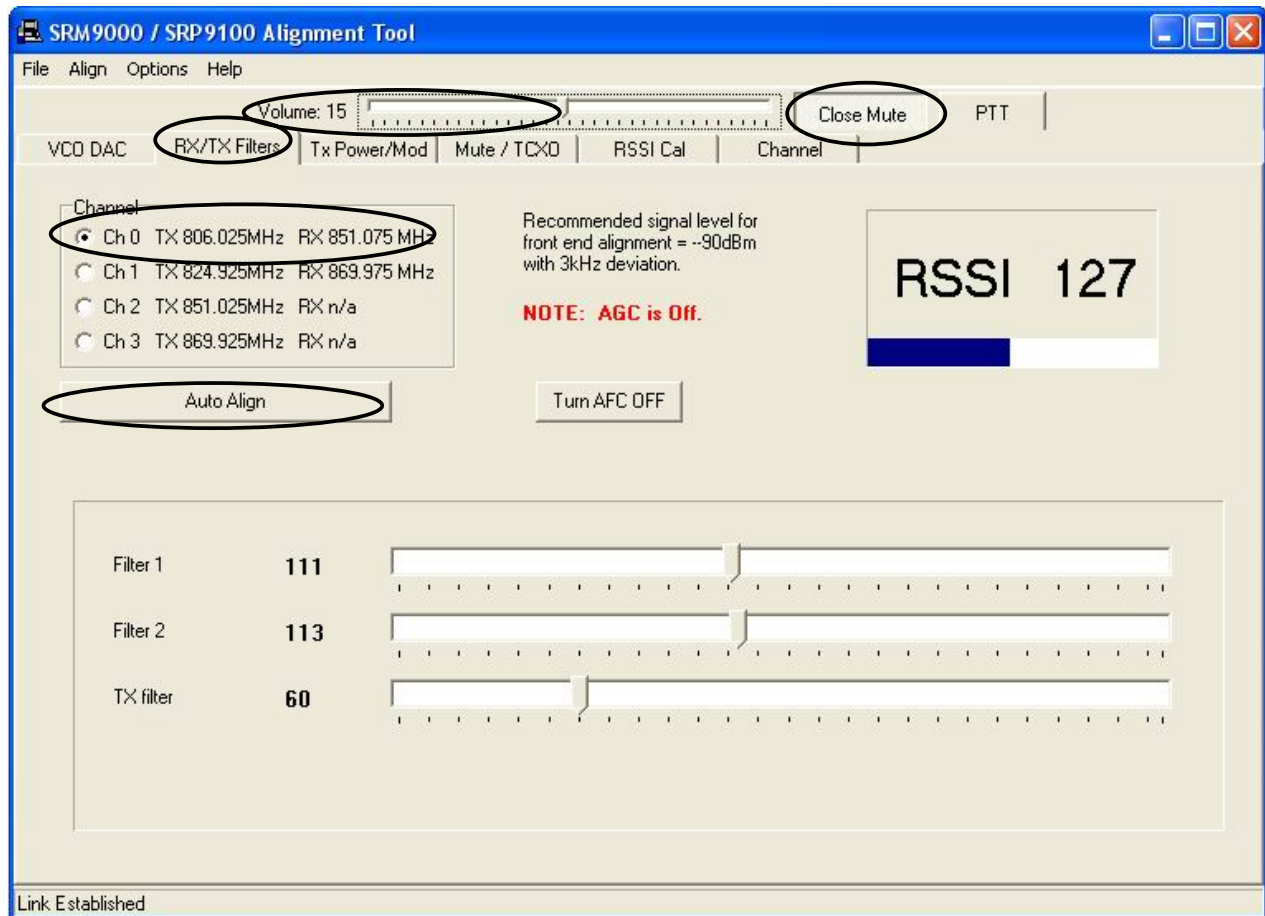 SRM9000 / SRP9100 Alignment Tool
File Align Options Help
Volume: 15 Close Mute PTT
VCO DAC RX/TX Filters Tx Power/Mod Mute / TCXO RSSI Cal Channel
Channel
Ch 0 TX 806.025MHz RX 851.075 MHz
Ch 1 TX 824.925MHz RX 869.975 MHz
Ch 2 TX 851.025MHz RX n/a
Ch 3 TX 869.925MHz RX n/a
Recommended signal level for
front end alignment = --90dBm
with 3kHz deviation.
NOTE: AGC is Off.
RSSI 127
Auto Align
Turn AFC OFF
Filter 1 111
Filter 2 113
TX filter 60
Link Established